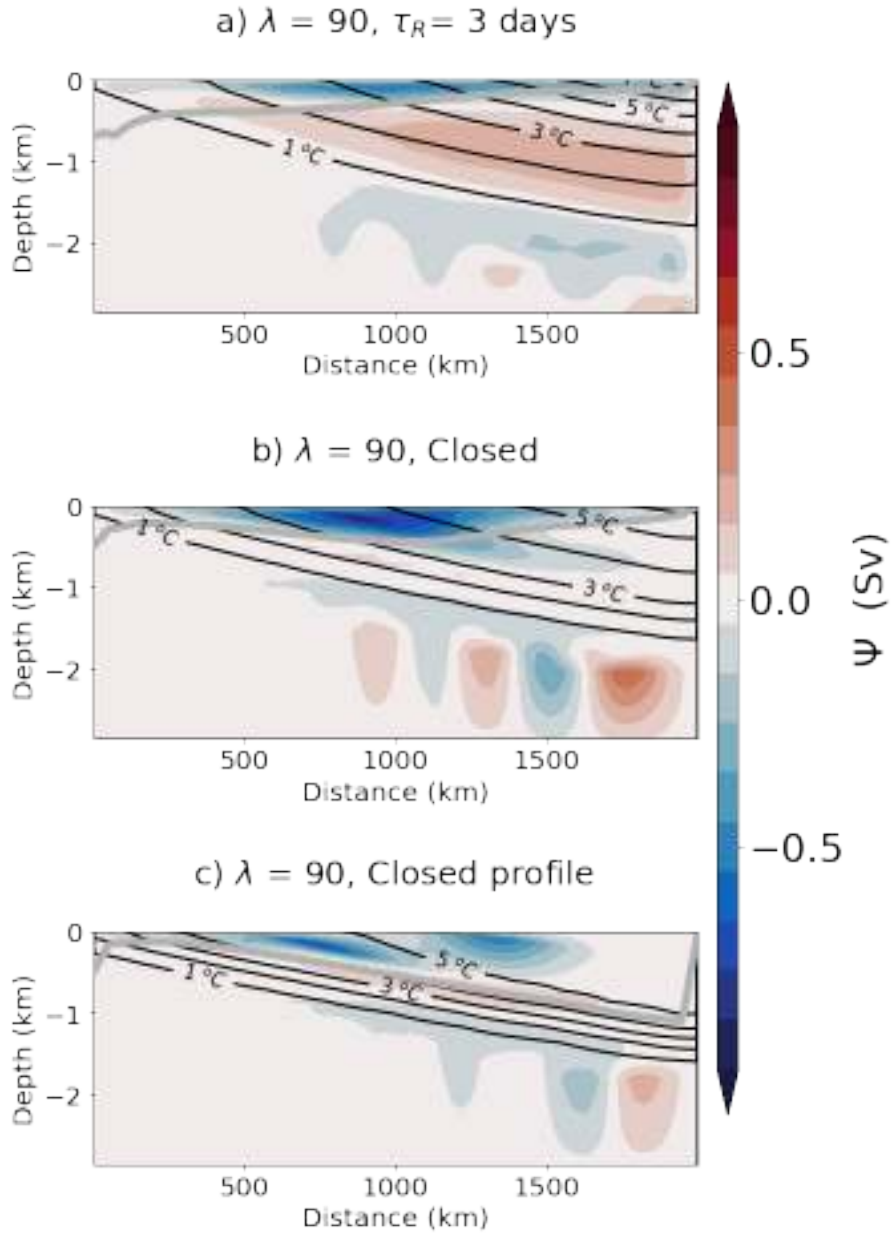 a) λ = 90, τR= 3 days
0
−1
−2
Depth (km)
5 °C
3 °C
1 °C
500
1000
1500
Distance (km)
b) λ = 90, Closed
0
−1
−2
Depth (km)
1 °C
5 °C
3 °C
500
1000
1500
Distance (km)
c) λ = 90, Closed profile
0
−1
−2
Depth (km)
5 °C
3 °C
1 °C
500
1000
1500
Distance (km)
0.5
0.0
−0.5
Ψ (Sv)